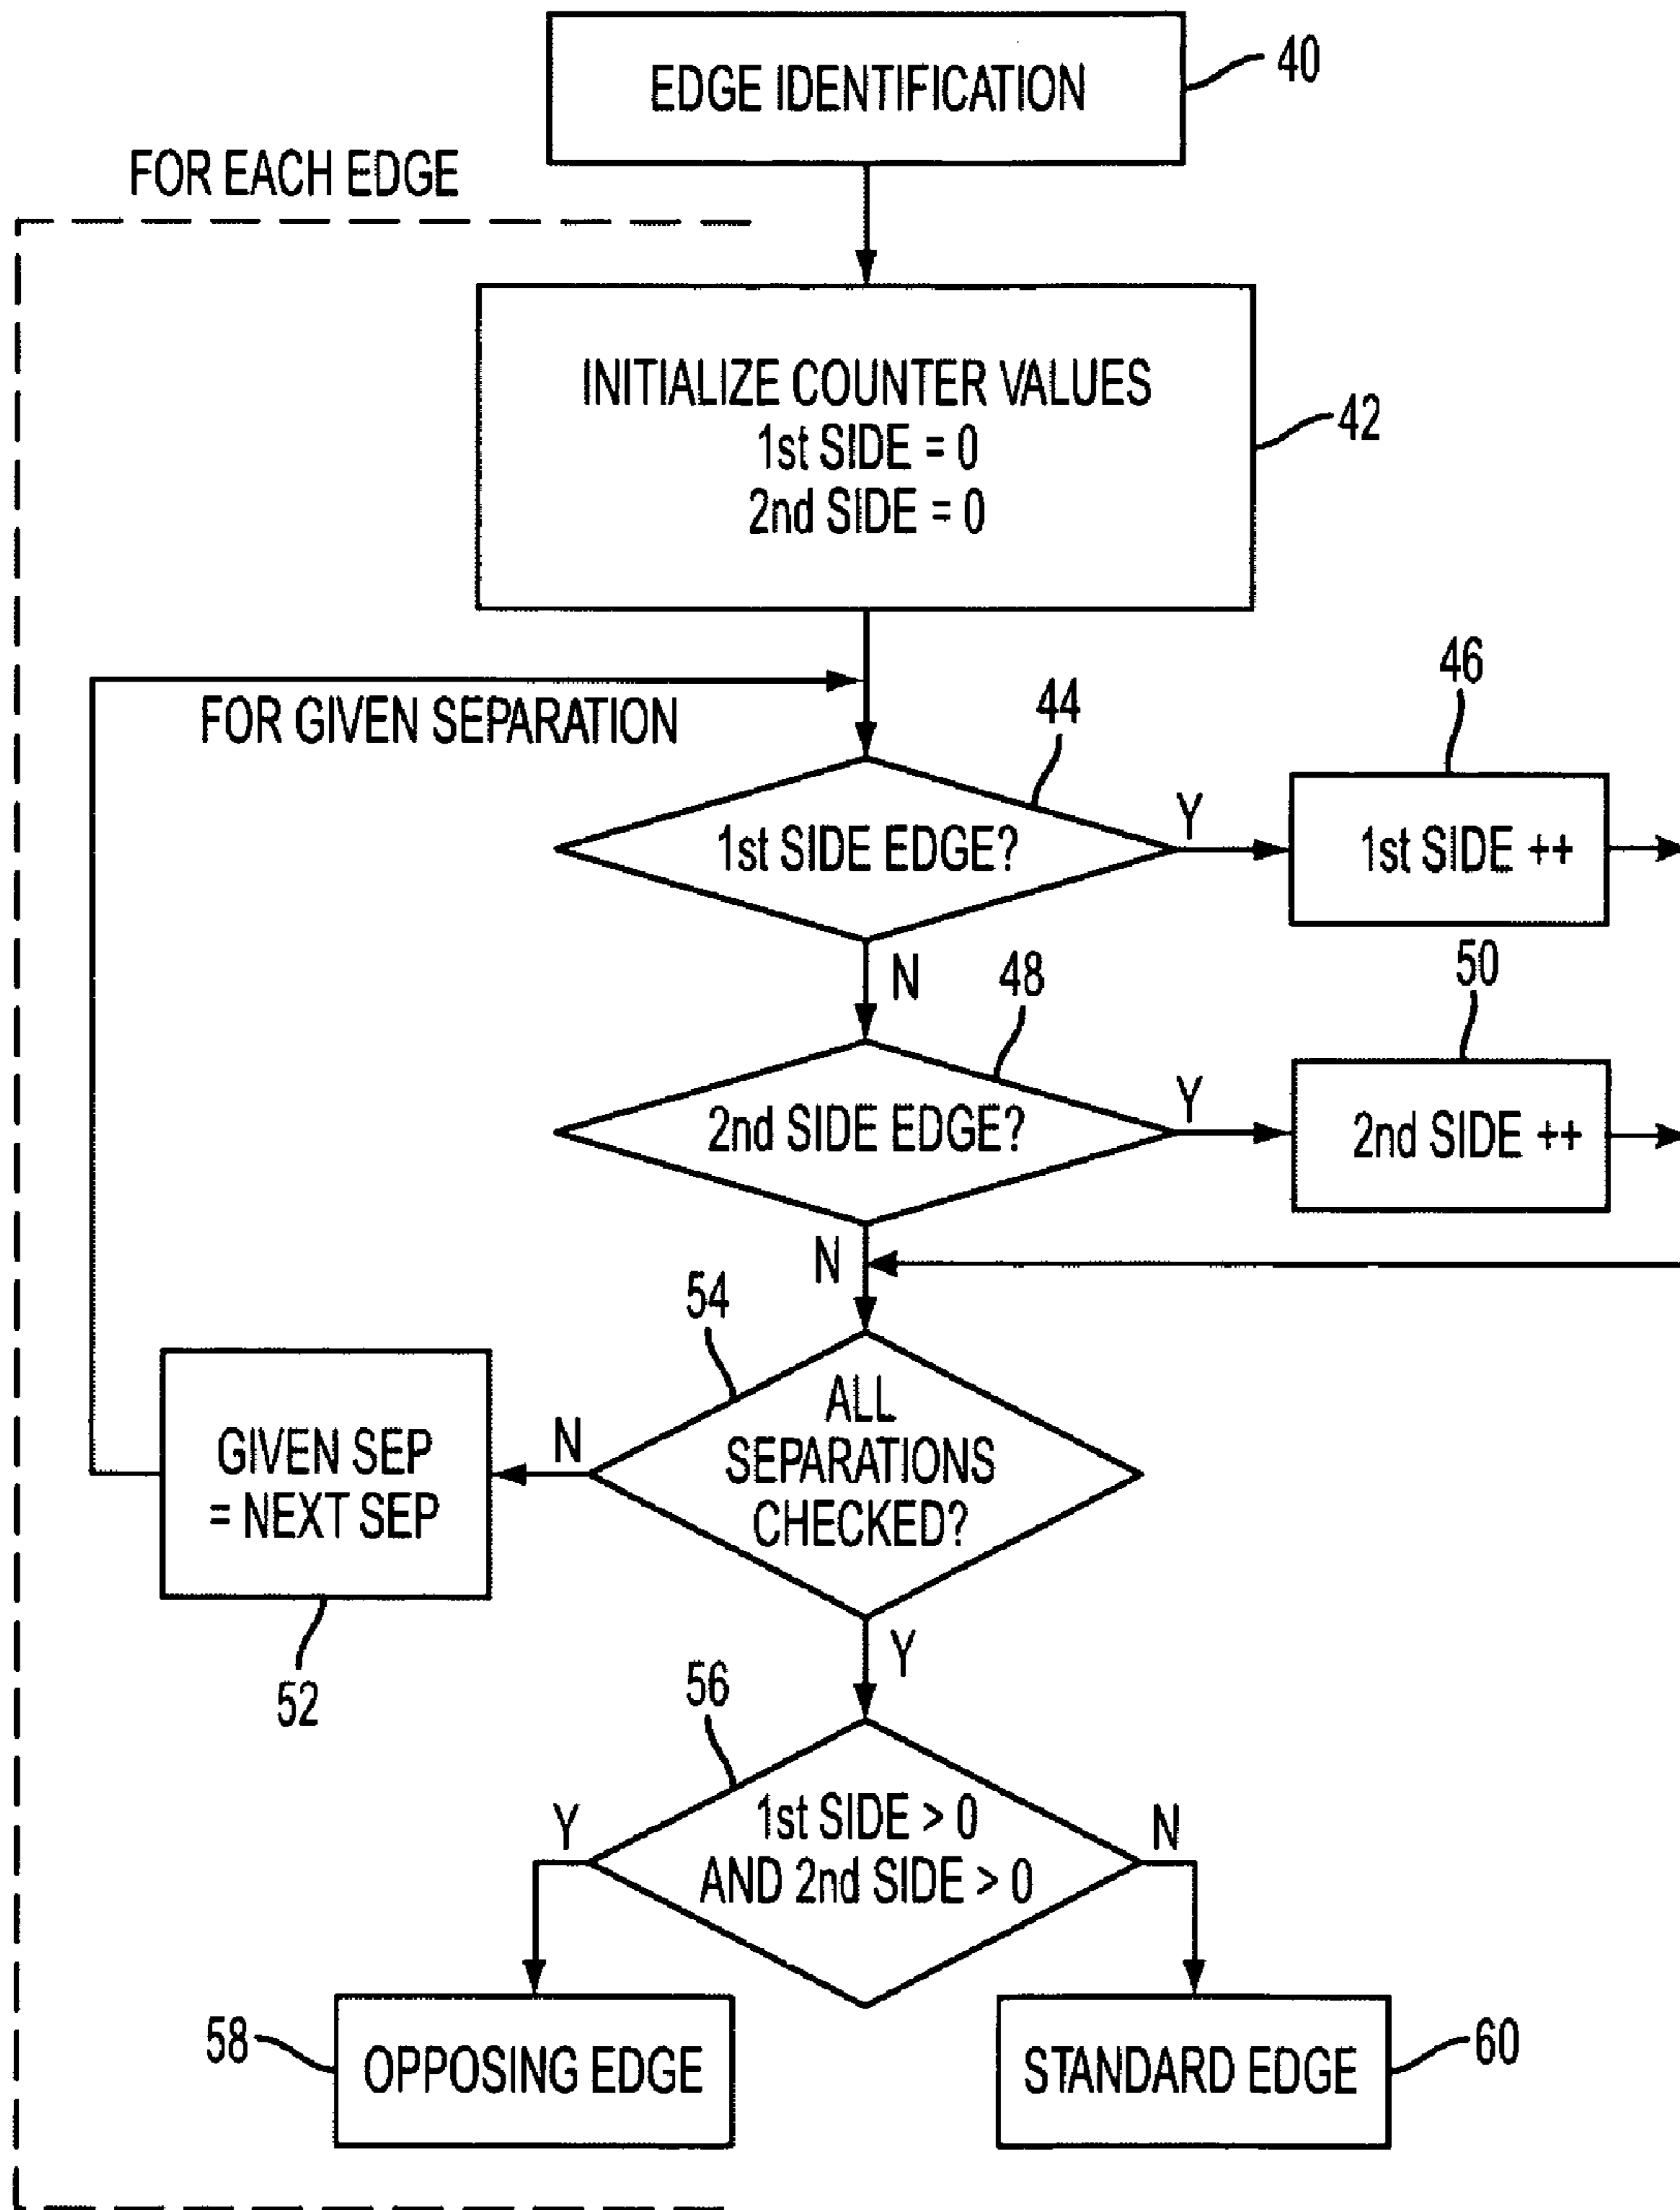 EDGE IDENTIFICATION
40
FOR EACH EDGE
INITIALIZE COUNTER VALUES
1st SIDE = 0
2nd SIDE = 0
42
FOR GIVEN SEPARATION
44
46
1st SIDE EDGE?
Y
1st SIDE ++
N
48
50
2nd SIDE EDGE?
Y
2nd SIDE ++
N
54
ALL
SEPARATIONS
CHECKED?
N
GIVEN SEP
= NEXT SEP
52
Y
56
1st SIDE > 0
AND 2nd SIDE > 0
Y
N
58
OPPOSING EDGE
STANDARD EDGE
60